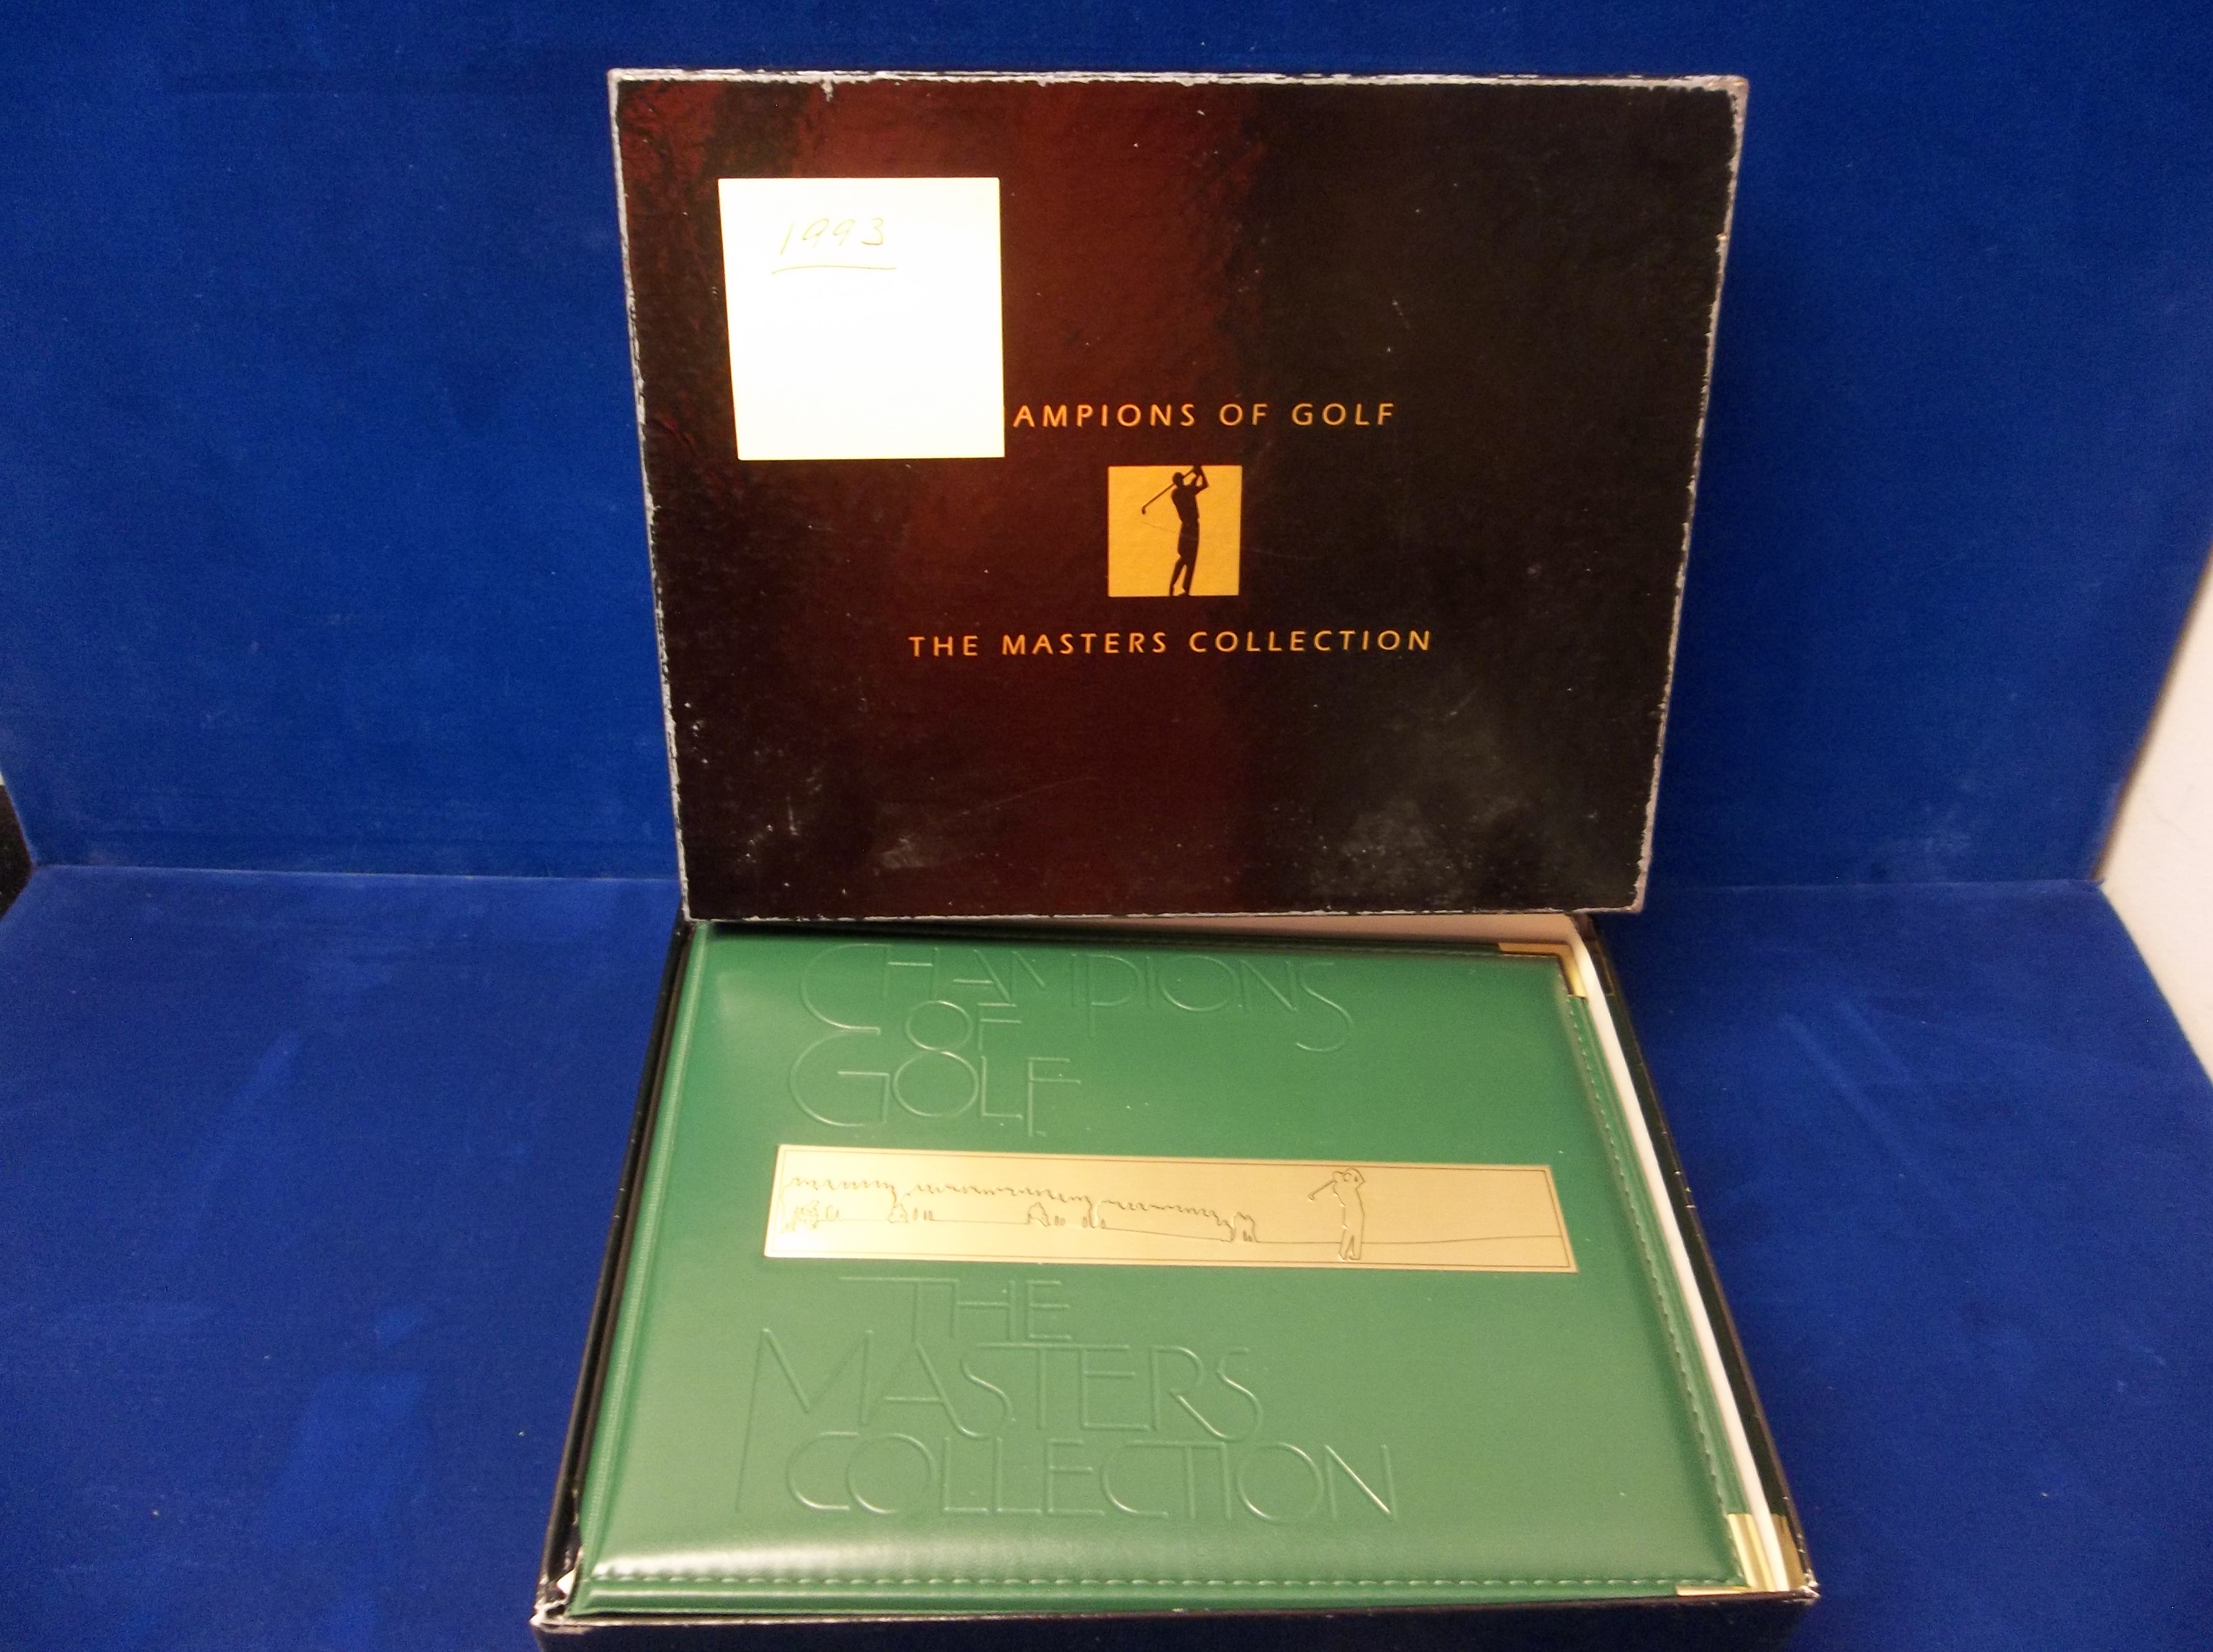 1993
AMPIONS OF GOLF
THE MASTERS COLLECTION
CHAMPIONS
OF
GOLF
THE
MASTERS
COLLECTION